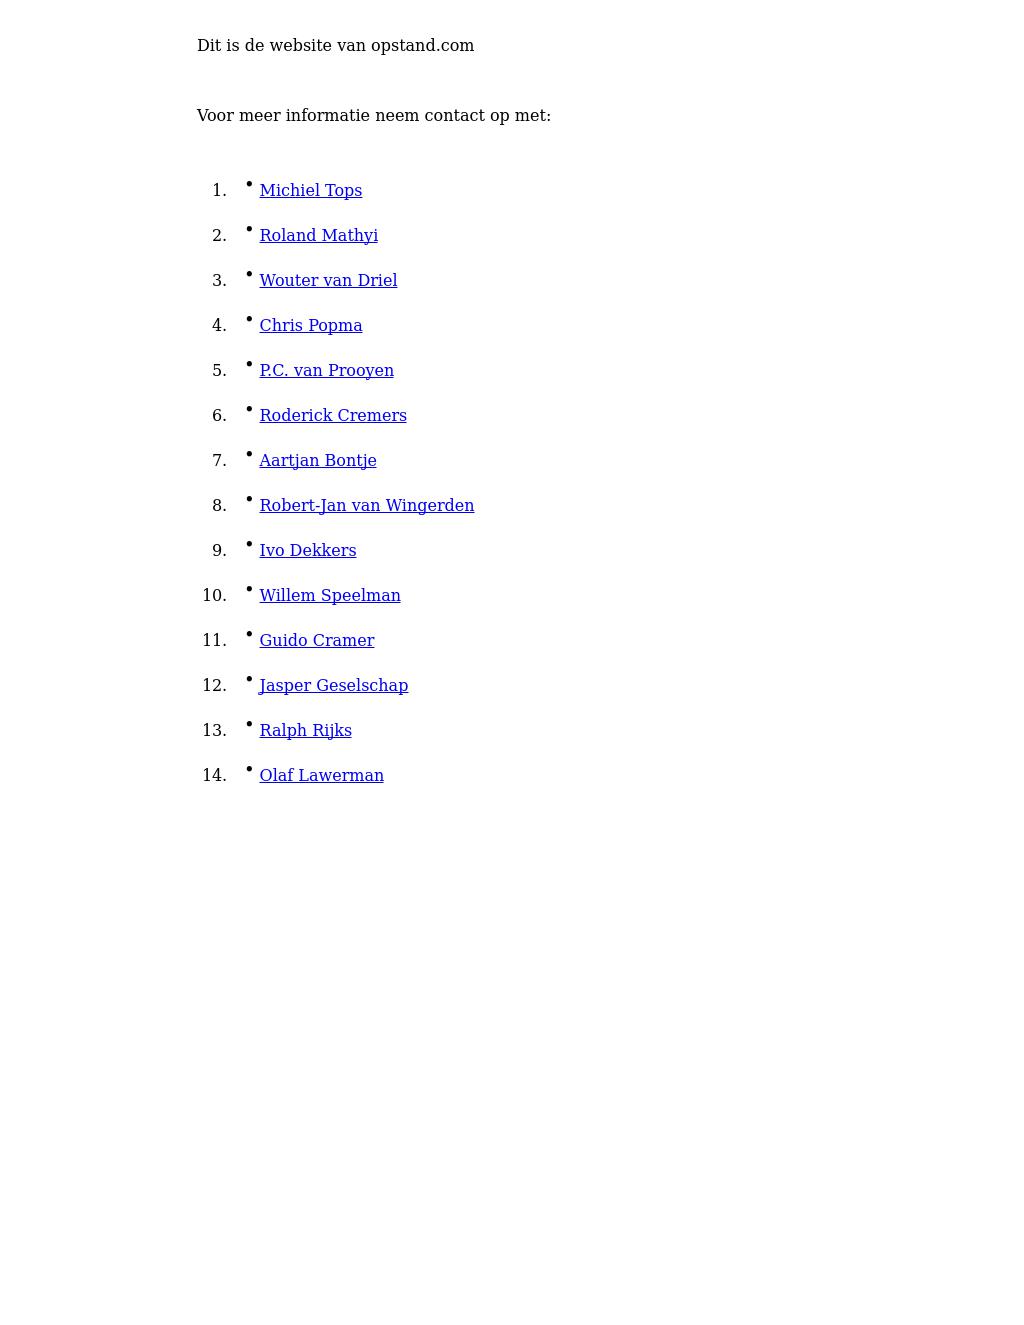 Dit is de website van opstand.com
Voor meer informatie neem contact op met:
1. • Michiel Tops
2. • Roland Mathyi
3. • Wouter van Driel
4. • Chris Popma
5. • P.C. van Prooyen
6. • Roderick Cremers
7. • Aartjan Bontje
8. • Robert-Jan van Wingerden
9. • Ivo Dekkers
10. • Willem Speelman
11. • Guido Cramer
12. • Jasper Geselschap
13. • Ralph Rijks
14. • Olaf Lawerman